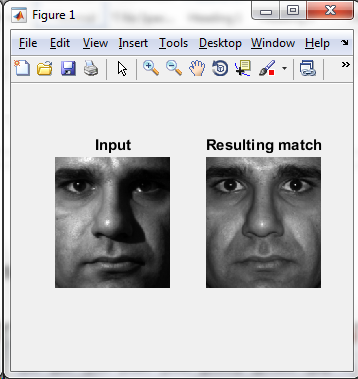 Figure 1
File Edit View Insert Tools Desktop Window Help
Input Resulting match